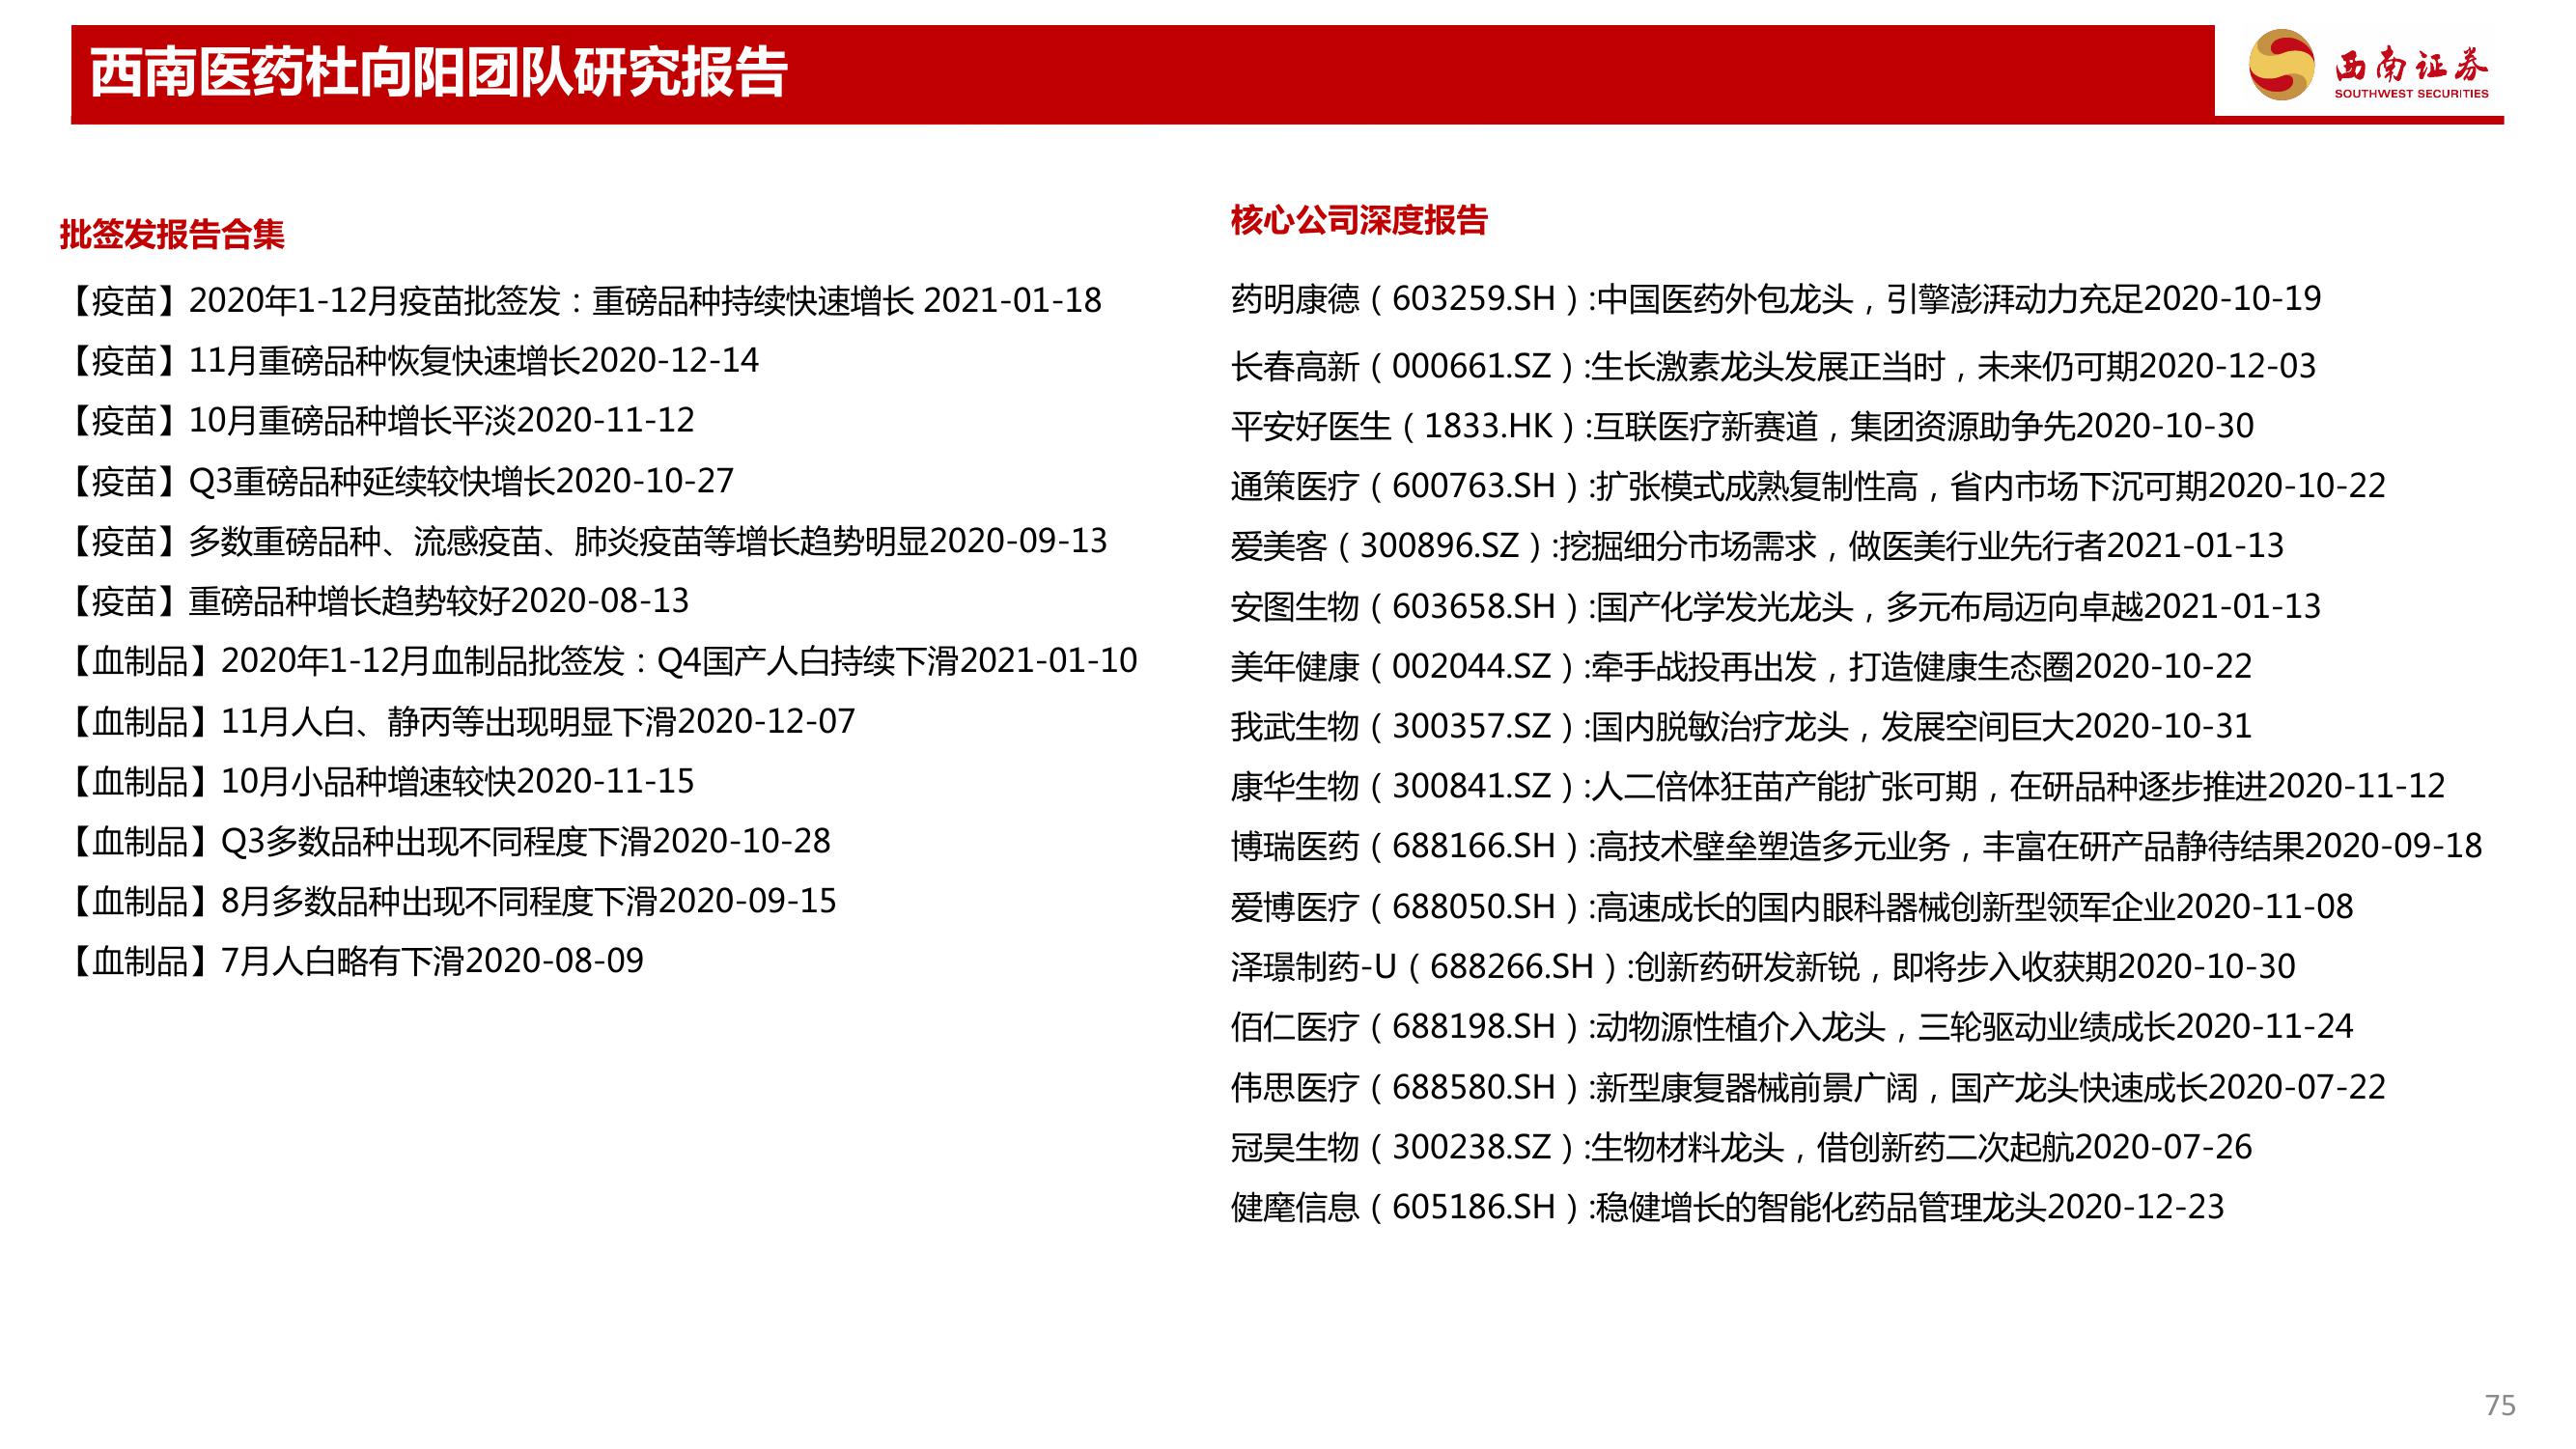 西南医药杜向阳团队研究报告
西南证券
SOUTHWEST SECURITIES
批签发报告合集
【疫苗】2020年1-12月疫苗批签发：重磅品种持续快速增长 2021-01-18
【疫苗】11月重磅品种恢复快速增长2020-12-14
【疫苗】10月重磅品种增长平淡2020-11-12
【疫苗】Q3重磅品种延续较快增长2020-10-27
【疫苗】多数重磅品种、流感疫苗、肺炎疫苗等增长趋势明显2020-09-13
【疫苗】重磅品种增长趋势较好2020-08-13
【血制品】2020年1-12月血制品批签发：Q4国产人白持续下滑2021-01-10
【血制品】11月人白、静丙等出现明显下滑2020-12-07
【血制品】10月小品种增速较快2020-11-15
【血制品】Q3多数品种出现不同程度下滑2020-10-28
【血制品】8月多数品种出现不同程度下滑2020-09-15
【血制品】7月人白略有下滑2020-08-09
核心公司深度报告
药明康德（603259.SH）:中国医药外包龙头，引擎澎湃动力充足2020-10-19
长春高新（000661.SZ）:生长激素龙头发展正当时，未来仍可期2020-12-03
平安好医生（1833.HK）:互联医疗新赛道，集团资源助争先2020-10-30
通策医疗（600763.SH）:扩张模式成熟复制性高，省内市场下沉可期2020-10-22
爱美客（300896.SZ）:挖掘细分市场需求，做医美行业先行者2021-01-13
安图生物（603658.SH）:国产化学发光龙头，多元布局迈向卓越2021-01-13
美年健康（002044.SZ）:牵手战投再出发，打造健康生态圈2020-10-22
我武生物（300357.SZ）:国内脱敏治疗龙头，发展空间巨大2020-10-31
康华生物（300841.SZ）:人二倍体狂苗产能扩张可期，在研品种逐步推进2020-11-12
博瑞医药（688166.SH）:高技术壁垒塑造多元业务，丰富在研产品静待结果2020-09-18
爱博医疗（688050.SH）:高速成长的国内眼科器械创新型领军企业2020-11-08
泽璟制药-U（688266.SH）:创新药研发新锐，即将步入收获期2020-10-30
佰仁医疗（688198.SH）:动物源性植介入龙头，三轮驱动业绩成长2020-11-24
伟思医疗（688580.SH）:新型康复器械前景广阔，国产龙头快速成长2020-07-22
冠昊生物（300238.SZ）:生物材料龙头，借创新药二次起航2020-07-26
健麾信息（605186.SH）:稳健增长的智能化药品管理龙头2020-12-23
75